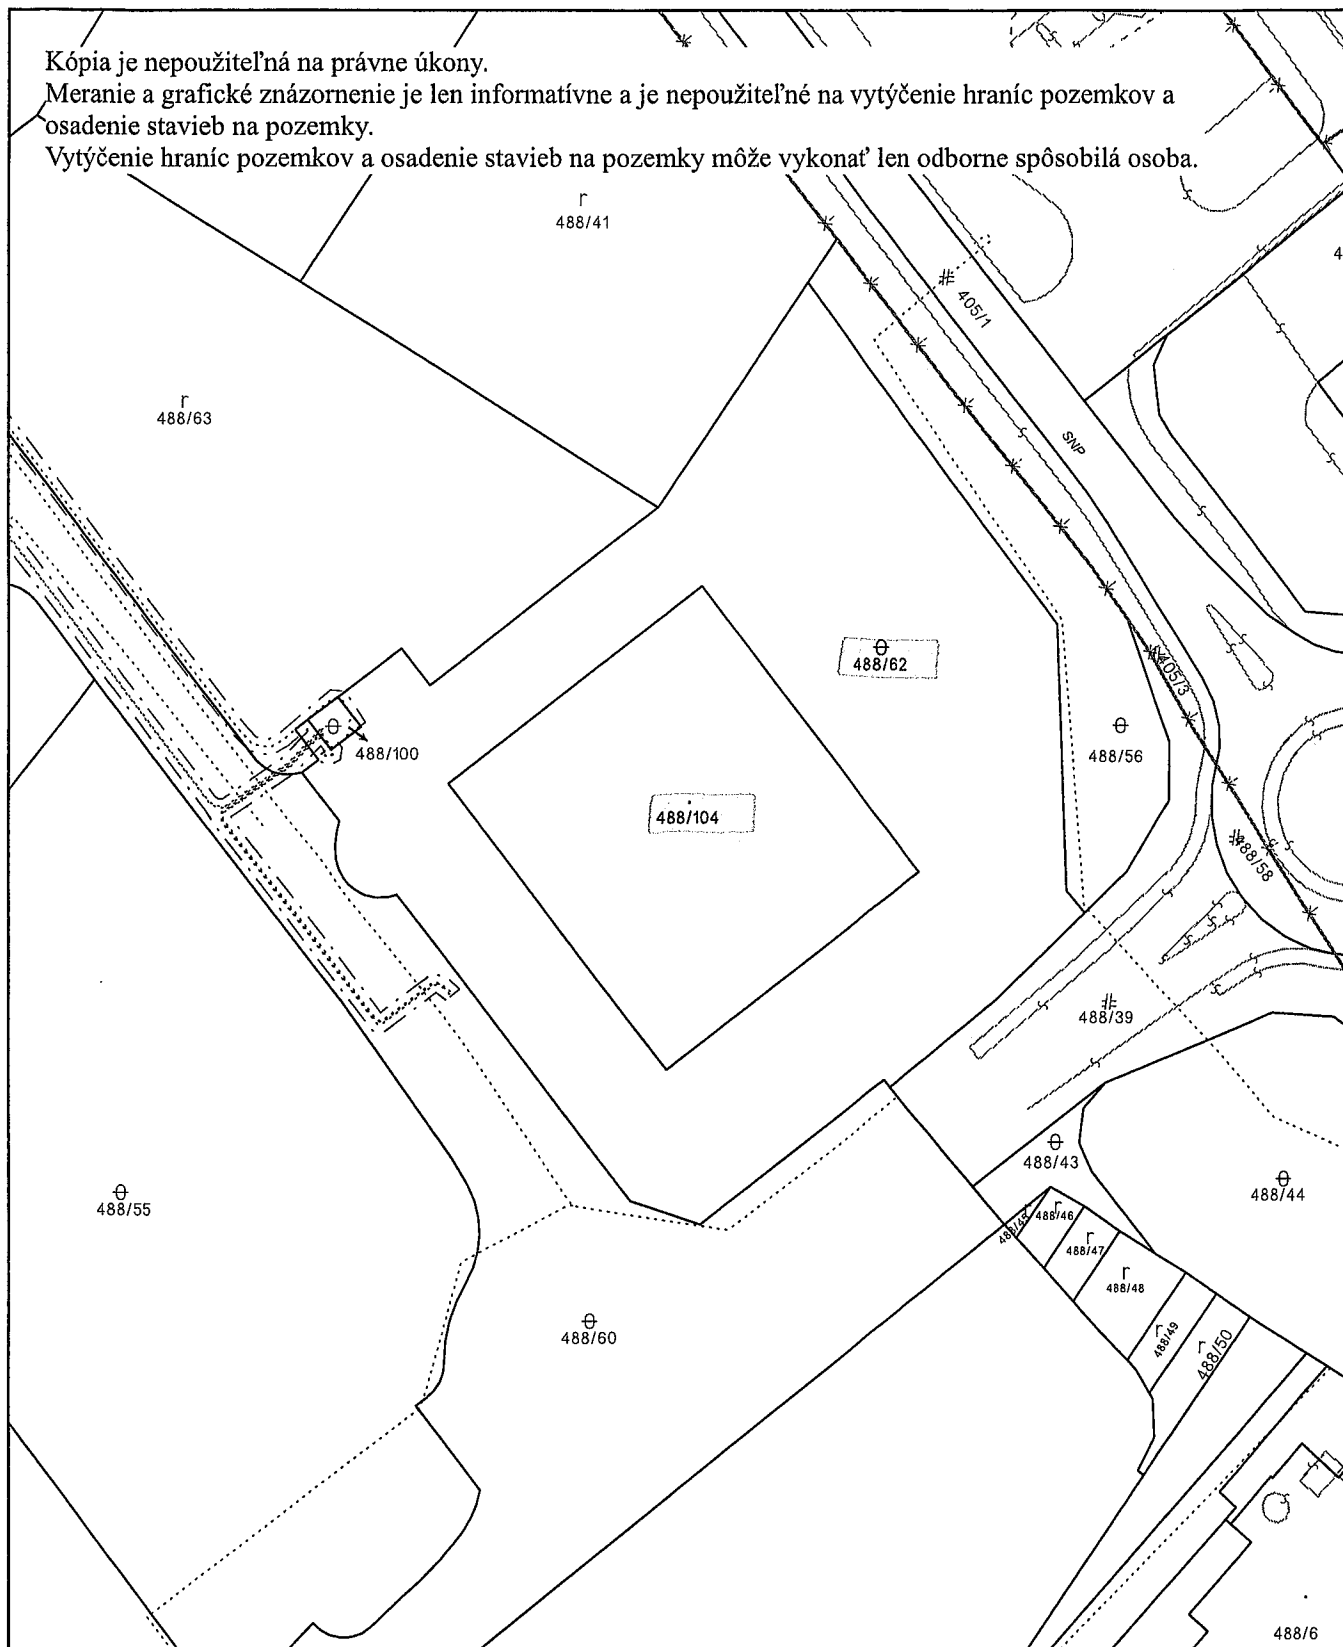 Kópia je nepoužiteľná na právne úkony.
Meranie a grafické znázornenie je len informatívne a je nepoužiteľné na vytýčenie hraníc pozemkov a
osadenie stavieb na pozemky.
Vytýčenie hraníc pozemkov a osadenie stavieb na pozemky môže vykonať len odborne spôsobilá osoba.
r
488/41
405/1
r
488/63
SNP
488/62
405/3
488/56
488/100
488/104
488/58
488/39
488/43
488/44
488/55
488/45
r
488/46
r
488/47
r
488/48
r
488/49
r
488/50
488/60
488/6